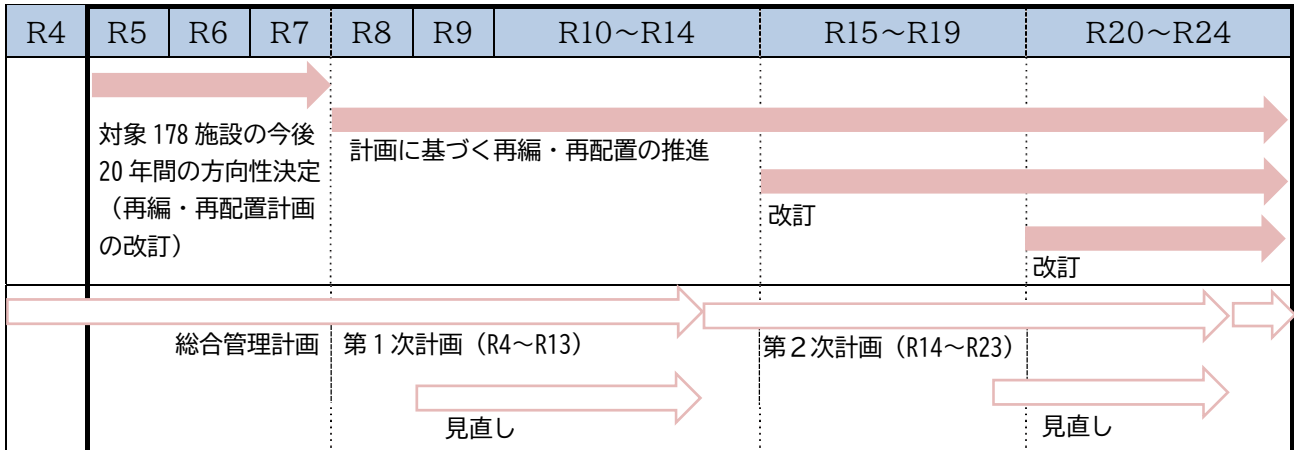 R4 R5 R6 R7 R8 R9 R10～R14 R15～R19 R20～R24
対象 178 施設の今後
20 年間の方向性決定
（再編・再配置計画
の改訂）
計画に基づく再編・再配置の推進
改訂
改訂
総合管理計画 第１次計画（R4～R13） 第２次計画（R14～R23）
見直し 見直し